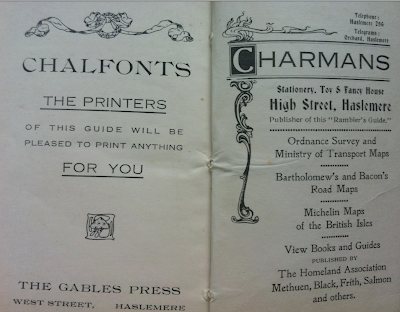 CHALFONTS
THE PRINTERS
OF THIS GUIDE WILL BE
PLEASED TO PRINT ANYTHING
FOR YOU
THE GABLES PRESS
WEST STREET, HASLEMERE
Telephone:
Haslemere 296
Telegrams:
Orchard, Haslemere
CHARMANS
Stationery, Toy & Fancy House
High Street, Haslemere
Publisher of this "Rambler's Guide."
Ordnance Survey and
Ministry of Transport Maps
Bartholomew's and Bacon's
Road Maps
Michelin Maps
of the British Isles
View Books and Guides
PUBLISHED BY
The Homeland Association
Methuen, Black, Frith, Salmon
and others.